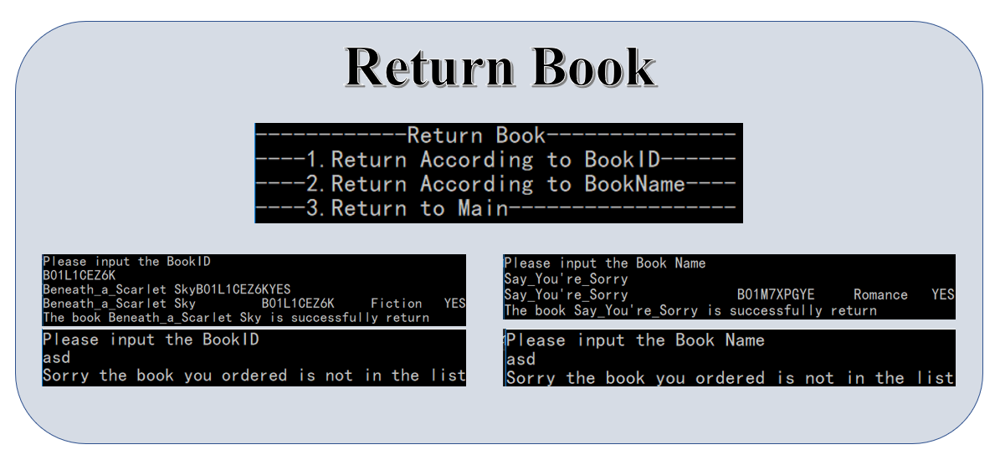 Return Book
------------Return Book---------------
----1.Return According to BookID------
----2.Return According to BookName----
----3.Return to Main------------------
Please input the BookID
B01L1CEZ6K
Beneath_a_Scarlet SkyB01L1CEZ6KYES
Beneath_a_Scarlet Sky B01L1CEZ6K Fiction YES
The book Beneath_a_Scarlet Sky is successfully return
Please input the BookID
asd
Sorry the book you ordered is not in the list
Please input the Book Name
Say_You're_Sorry
Say_You're_Sorry B01M7XPGYE Romance YES
The book Say_You're_Sorry is successfully return
Please input the Book Name
asd
Sorry the book you ordered is not in the list